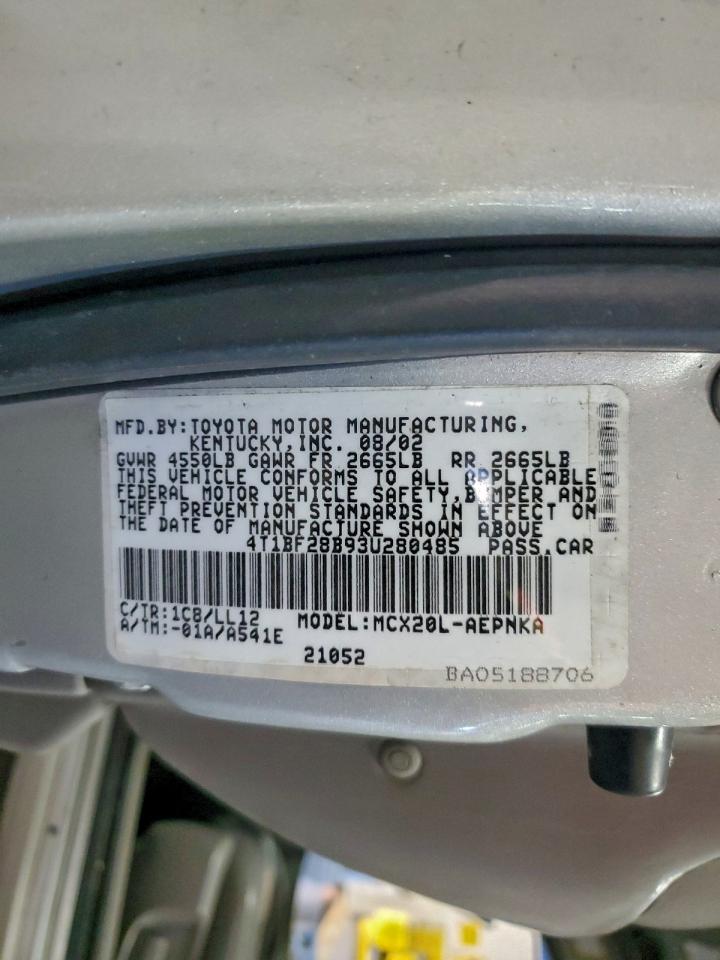 MFD.BY:TOYOTA MOTOR MANUFACTURING,
KENTUCKY,INC. 08/02
GVWR 4550LB GAWR FR 2665LB RR 2665LB
THIS VEHICLE CONFORMS TO ALL APPLICABLE
FEDERAL MOTOR VEHICLE SAFETY,BUMPER AND
THEFT PREVENTION STANDARDS IN EFFECT ON
THE DATE OF MANUFACTURE SHOWN ABOVE
4T1BF28B93U280485 PASS.CAR
C/TR:1C8/LL12 MODEL:MCX20L-AEPNKA
A/TM:-01A/A541E
21052
BA05188706